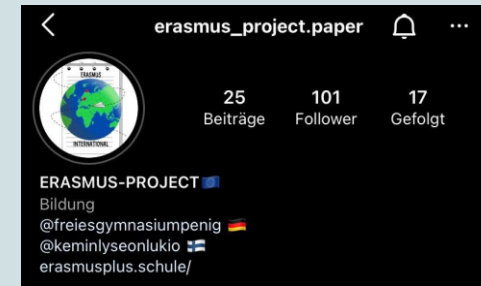 erasmus_project.paper
ERASMUS
INTERNATIONAL
25 101 17
Beiträge Follower Gefolgt
ERASMUS-PROJECT
Bildung
@freiesgymnasiumpenig
@keminlyseonlukio
erasmusplus.schule/